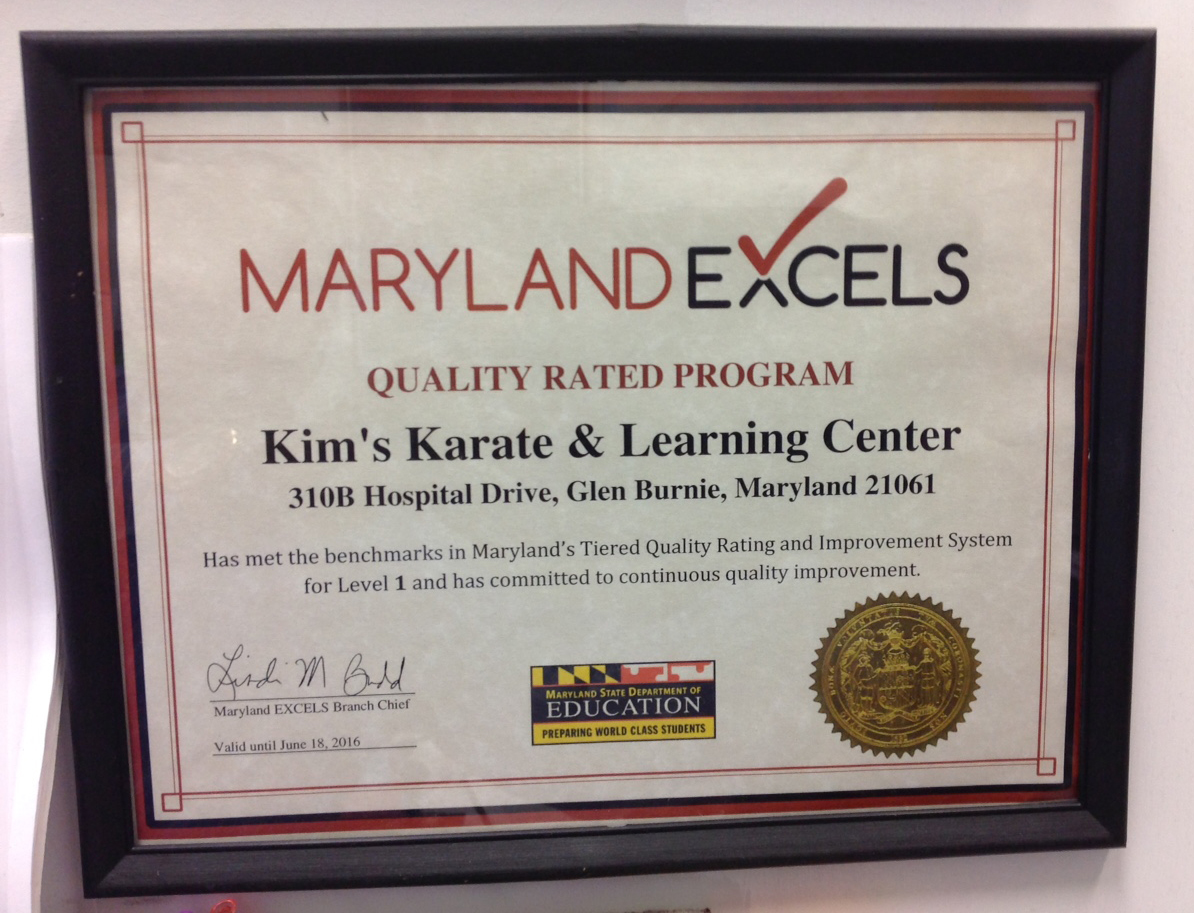 MARYLAND EXCELS
QUALITY RATED PROGRAM
Kim's Karate & Learning Center
310B Hospital Drive, Glen Burnie, Maryland 21061
Has met the benchmarks in Maryland's Tiered Quality Rating and Improvement System
for Level 1 and has committed to continuous quality improvement.
Lindi M Budd
Maryland EXCELS Branch Chief
Valid until June 18, 2016
MARYLAND STATE DEPARTMENT OF
EDUCATION
PREPARING WORLD CLASS STUDENTS